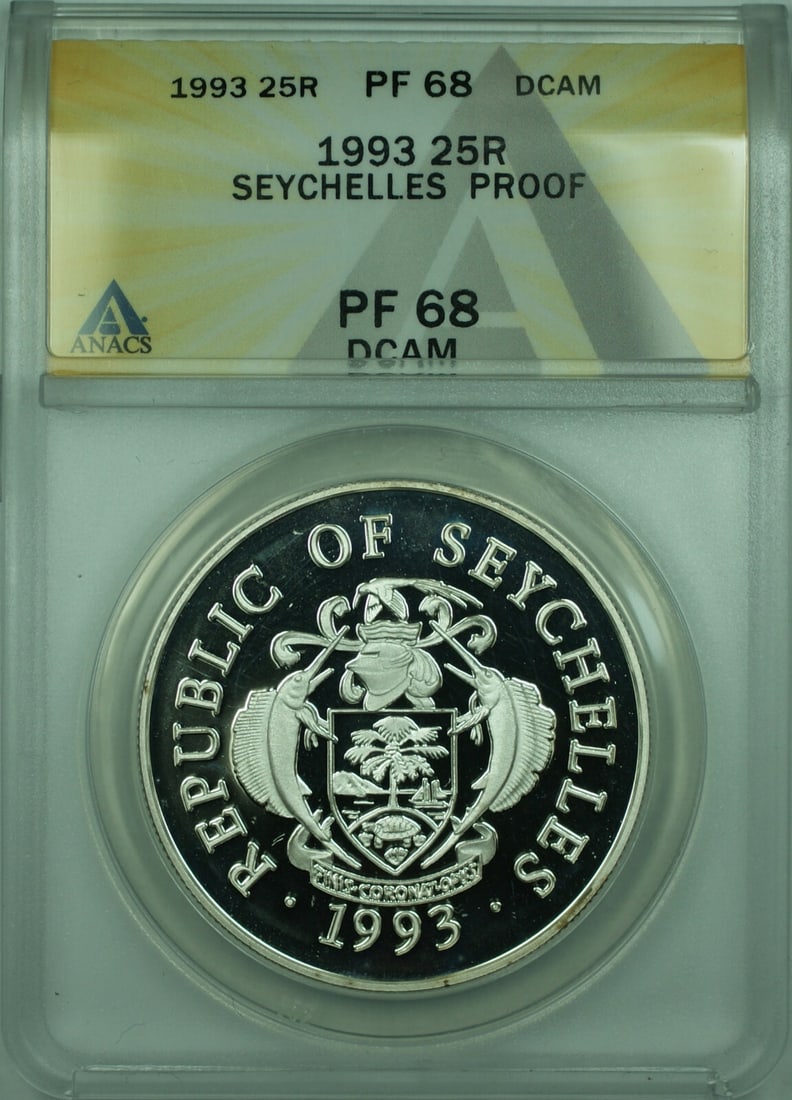 1993 25R PF 68 DCAM
1993 25R
SEYCHELLES PROOF
PF 68
DCAM
ANACS
· REPUBLIC OF SEYCHELLES ·
FINIS·CORONAT·OPUS
1993